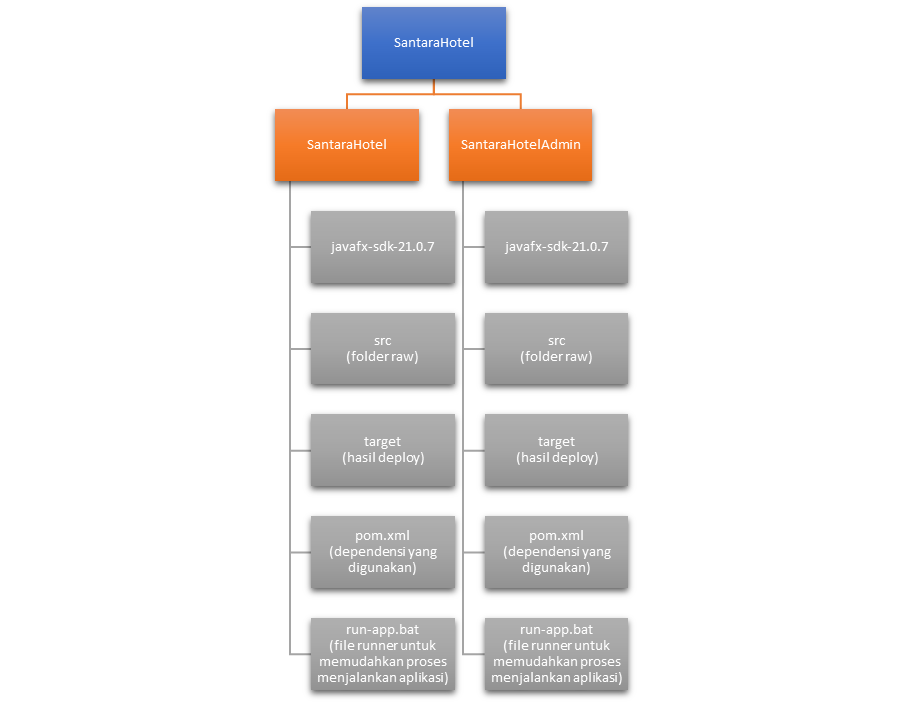 SantaraHotel
SantaraHotel
SantaraHotelAdmin
javafx-sdk-21.0.7
javafx-sdk-21.0.7
src
(folder raw)
src
(folder raw)
target
(hasil deploy)
target
(hasil deploy)
pom.xml
(dependensi yang
digunakan)
pom.xml
(dependensi yang
digunakan)
run-app.bat
(file runner untuk
memudahkan proses
menjalankan aplikasi)
run-app.bat
(file runner untuk
memudahkan proses
menjalankan aplikasi)